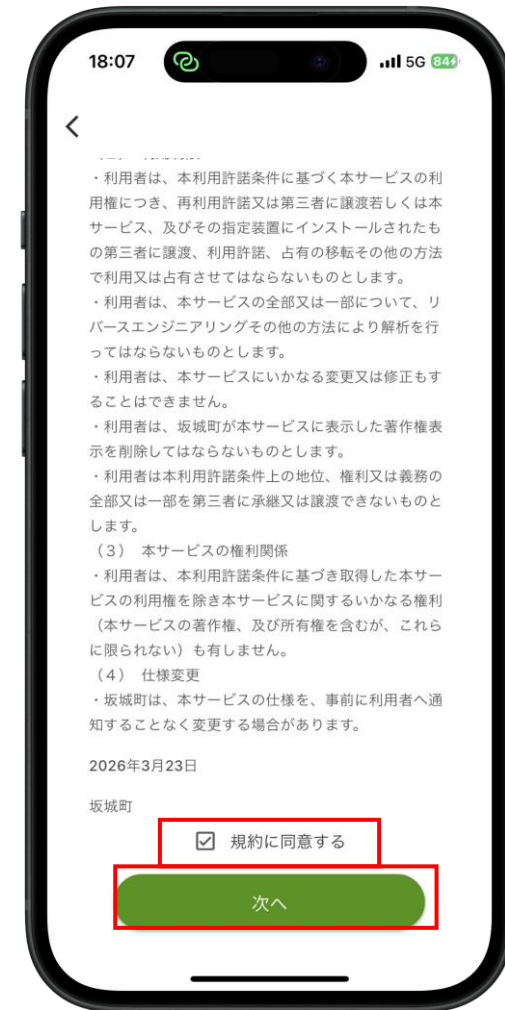 18:07
5G 84
・利用者は、本利用許諾条件に基づく本サービスの利
用権につき、再利用許諾又は第三者に譲渡若しくは本
サービス、及びその指定装置にインストールされたも
の第三者に譲渡、利用許諾、占有の移転その他の方法
で利用又は占有させてはならないものとします。
・利用者は、本サービスの全部又は一部について、リ
バースエンジニアリングその他の方法により解析を行
ってはならないものとします。
・利用者は、本サービスにいかなる変更又は修正もす
ることはできません。
・利用者は、坂城町が本サービスに表示した著作権表
示を削除してはならないものとします。
・利用者は本利用許諾条件上の地位、権利又は義務の
全部又は一部を第三者に承継又は譲渡できないものと
します。
（3） 本サービスの権利関係
・利用者は、本利用許諾条件に基づき取得した本サー
ビスの利用権を除き本サービスに関するいかなる権利
（本サービスの著作権、及び所有権を含むが、これら
に限られない）も有しません。
（4） 仕様変更
・坂城町は、本サービスの仕様を、事前に利用者へ通
知することなく変更する場合があります。
2026年3月23日
坂城町
規約に同意する
次へ